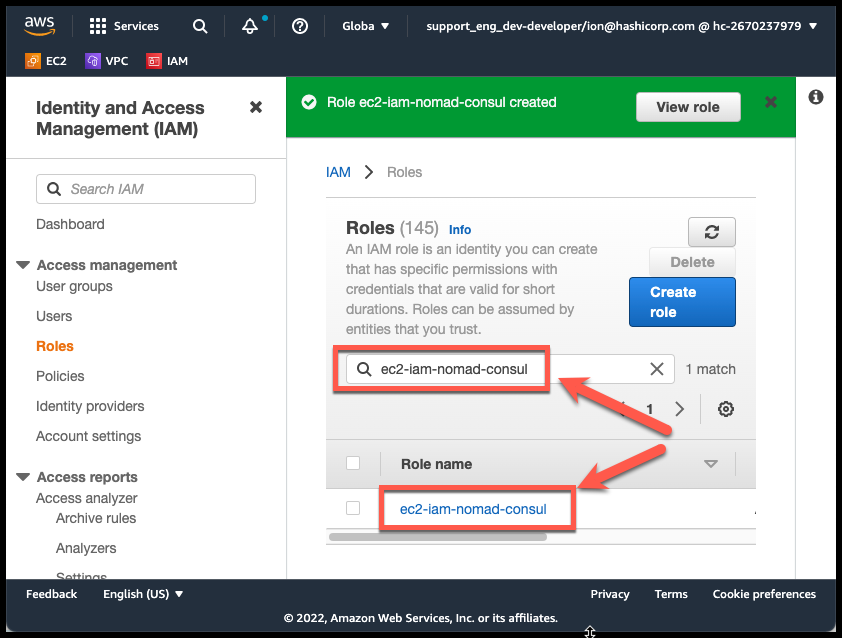 aws
Services
Globa
support_eng_dev-developer/ion@hashicorp.com @ hc-2670237979
EC2
VPC
IAM
Identity and Access
Management (IAM)
Search IAM
Dashboard
Access management
User groups
Users
Roles
Policies
Identity providers
Account settings
Access reports
Access analyzer
Archive rules
Analyzers
Settings
Role ec2-iam-nomad-consul created
View role
IAM
Roles
Roles (145) Info
An IAM role is an identity you can create
that has specific permissions with
credentials that are valid for short
durations. Roles can be assumed by
entities that you trust.
Delete
Create
role
ec2-iam-nomad-consul
1 match
1
Role name
ec2-iam-nomad-consul
Feedback
English (US)
Privacy
Terms
Cookie preferences
© 2022, Amazon Web Services, Inc. or its affiliates.